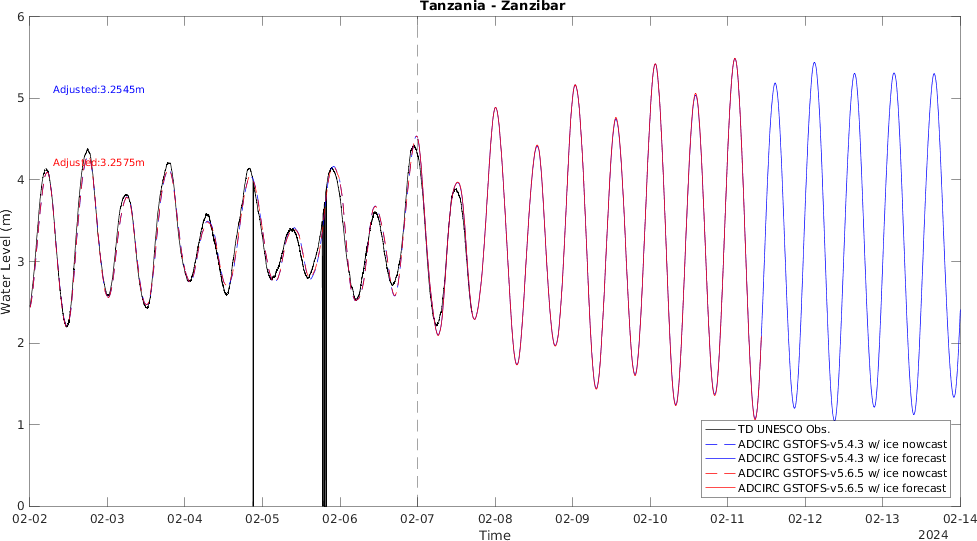 Tanzania - Zanzibar
6
5
4
3
2
1
0
Water Level (m)
Adjusted:3.2545m
Adjusted:3.2575m
TD UNESCO Obs.
ADCIRC GSTOFS-v5.4.3 w/ ice nowcast
ADCIRC GSTOFS-v5.4.3 w/ ice forecast
ADCIRC GSTOFS-v5.6.5 w/ ice nowcast
ADCIRC GSTOFS-v5.6.5 w/ ice forecast
02-02 02-03 02-04 02-05 02-06 02-07 02-08 02-09 02-10 02-11 02-12 02-13 02-14
Time
2024